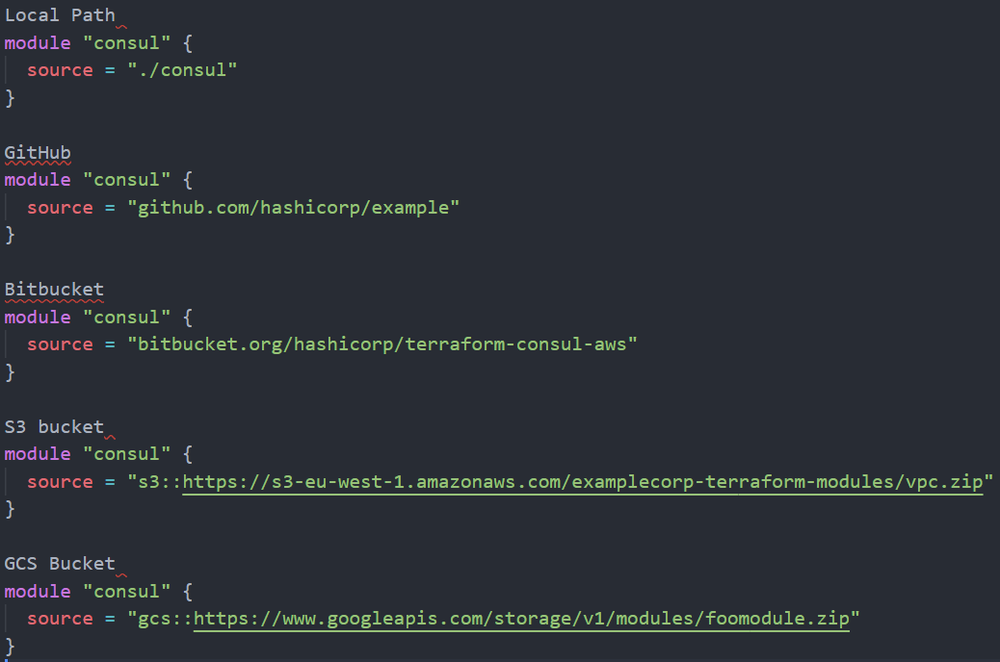 Local Path
module "consul" {
  source = "./consul"
}

GitHub
module "consul" {
  source = "github.com/hashicorp/example"
}

Bitbucket
module "consul" {
  source = "bitbucket.org/hashicorp/terraform-consul-aws"
}

S3 bucket
module "consul" {
  source = "s3::https://s3-eu-west-1.amazonaws.com/examplecorp-terraform-modules/vpc.zip"
}

GCS Bucket
module "consul" {
  source = "gcs::https://www.googleapis.com/storage/v1/modules/foomodule.zip"
}